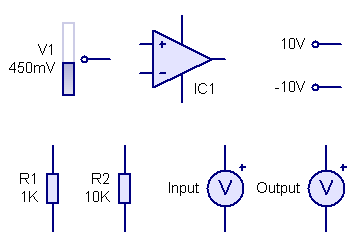 V1
450mV
IC1
10V
-10V
R1
1K
R2
10K
Input
V
Output
V